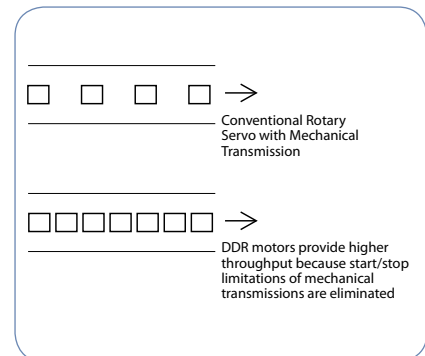 Conventional Rotary
Servo with Mechanical
Transmission
DDR motors provide higher
throughput because start/stop
limitations of mechanical
transmissions are eliminated